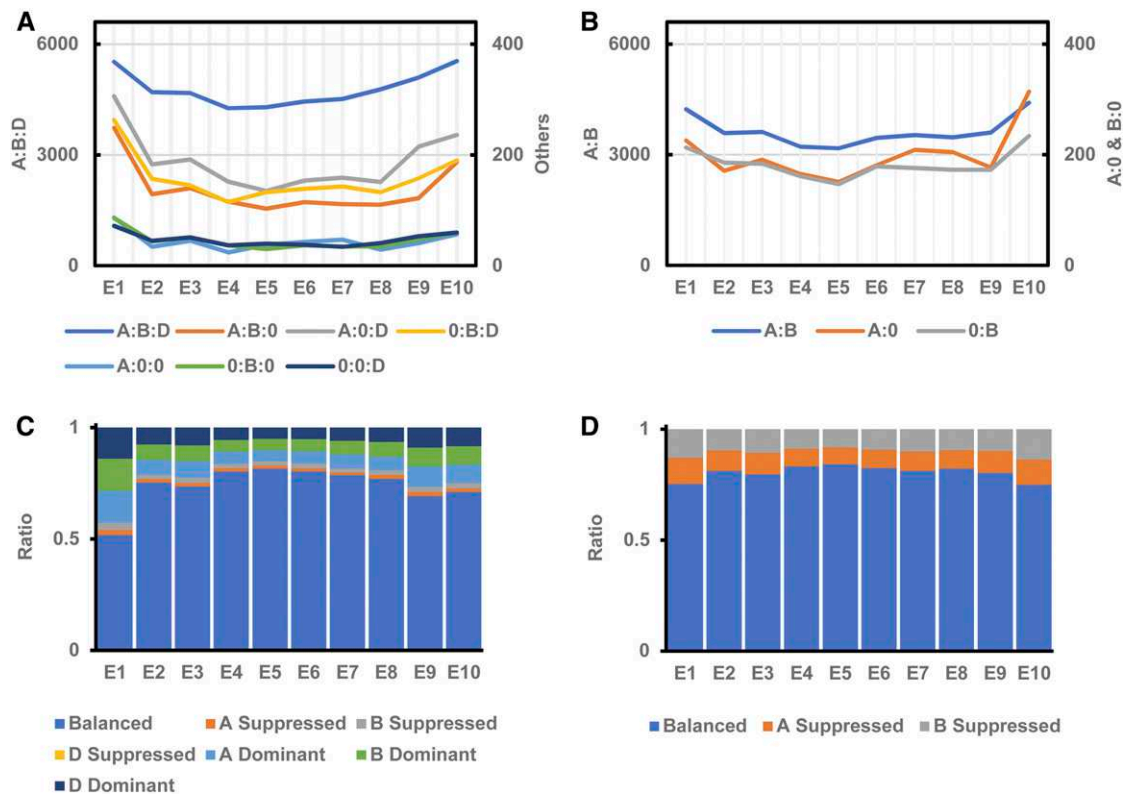 A
6000
3000
0
A:B:D
400
200
0
Others
E1 E2 E3 E4 E5 E6 E7 E8 E9 E10
A:B:D A:B:0 A:0:D 0:B:D
A:0:0 0:B:0 0:0:D
B
6000
3000
0
A:B
400
200
0
A:0 & B:0
E1 E2 E3 E4 E5 E6 E7 E8 E9 E10
A:B A:0 0:B
C
1
0.5
0
Ratio
E1 E2 E3 E4 E5 E6 E7 E8 E9 E10
Balanced A Suppressed B Suppressed
D Suppressed A Dominant B Dominant
D Dominant
D
1
0.5
0
Ratio
E1 E2 E3 E4 E5 E6 E7 E8 E9 E10
Balanced A Suppressed B Suppressed